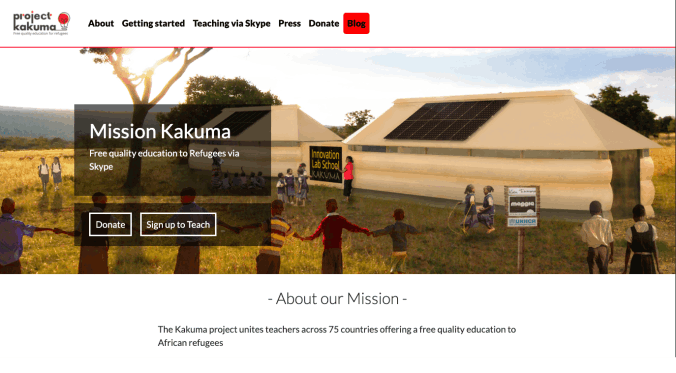 project
kakuma
Free quality education for refugees
About Getting started Teaching via Skype Press Donate Blog
Mission Kakuma
Free quality education to Refugees via
Skype
Donate Sign up to Teach
Innovation
Lab School
KAKUMA
maggie
UNHCR
- About our Mission -
The Kakuma project unites teachers across 75 countries offering a free quality education to
African refugees